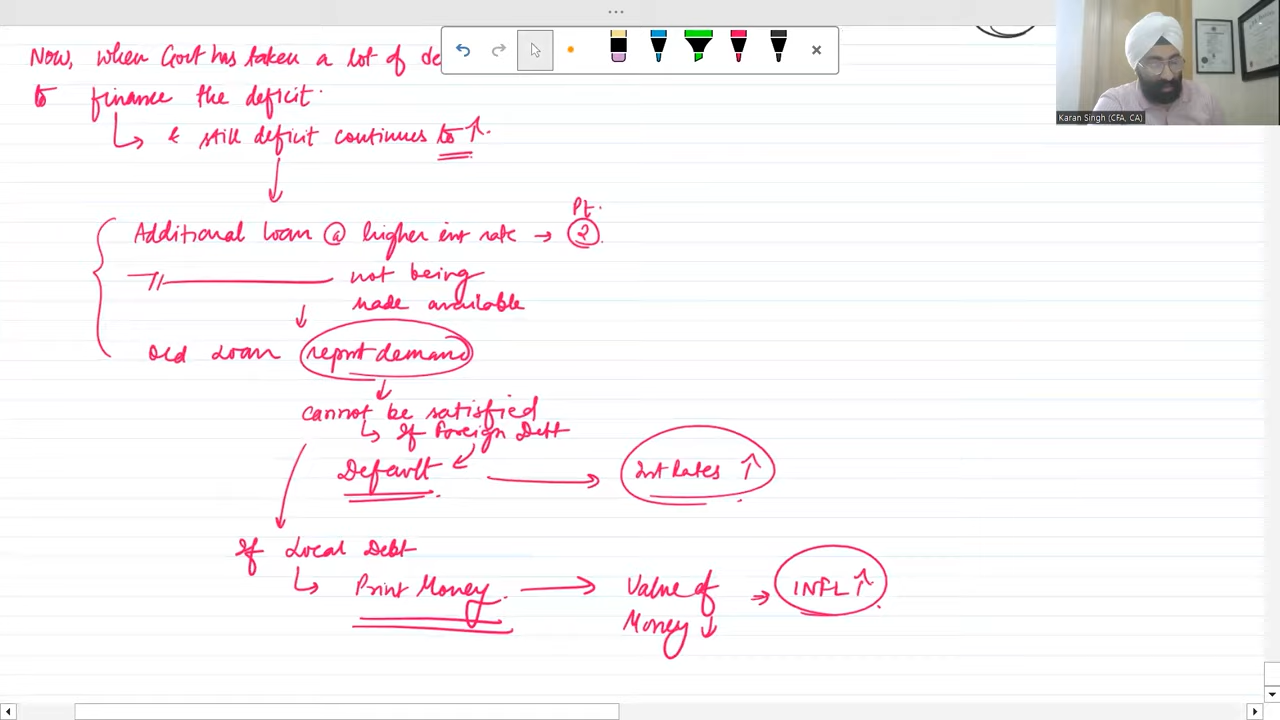 Now, when Govt has taken a lot of de
to finance the deficit.
& still deficit continues to ↑.
Additional Loan @ higher int rate → Pt. 2
not being
made available
Old Loan repmt demand
cannot be satisfied
↳ If Foreign Debt
Default → Int Rates ↑
If Local Debt
↳ Print Money → Value of Money ↓ → INFL ↑
Karan Singh (CFA, CA)